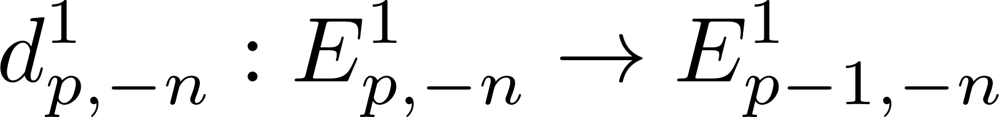 $d^1_{p,-n} : E^1_{p,-n} \to E^1_{p-1,-n}$